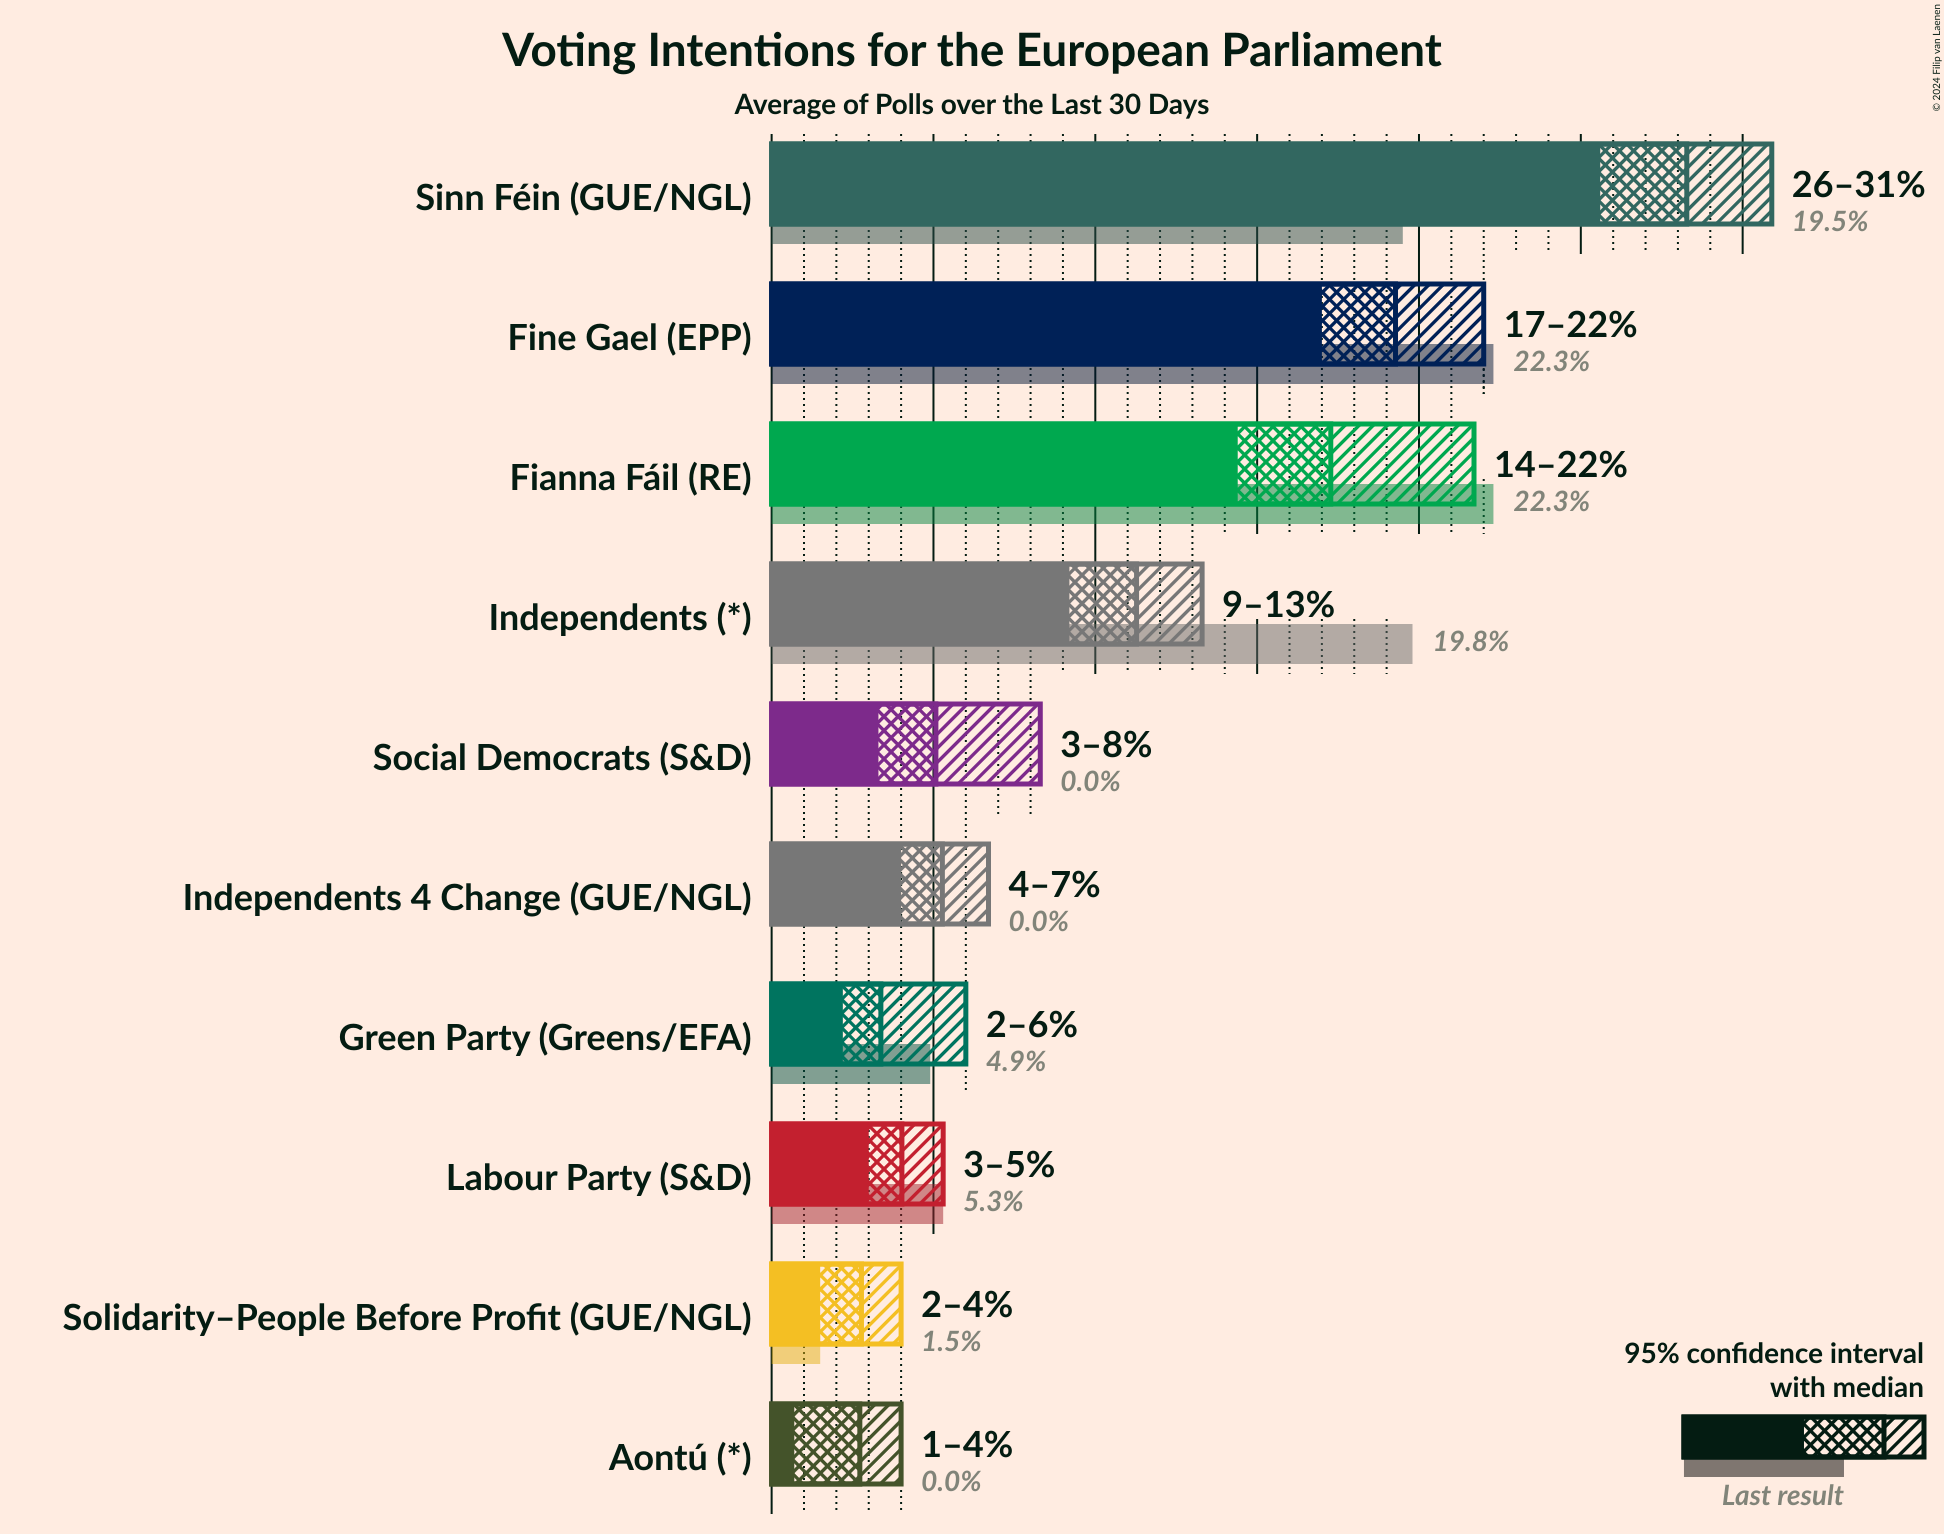 Voting Intentions for the European Parliament
Average of Polls over the Last 30 Days
© 2024 Filip van Laenen
Sinn Féin (GUE/NGL)
26–31%
19.5%
Fine Gael (EPP)
17–22%
22.3%
Fianna Fáil (RE)
14–22%
22.3%
Independents (*)
9–13%
19.8%
Social Democrats (S&D)
3–8%
0.0%
Independents 4 Change (GUE/NGL)
4–7%
0.0%
Green Party (Greens/EFA)
2–6%
4.9%
Labour Party (S&D)
3–5%
5.3%
Solidarity–People Before Profit (GUE/NGL)
2–4%
1.5%
Aontú (*)
1–4%
0.0%
95% confidence interval
with median
Last result